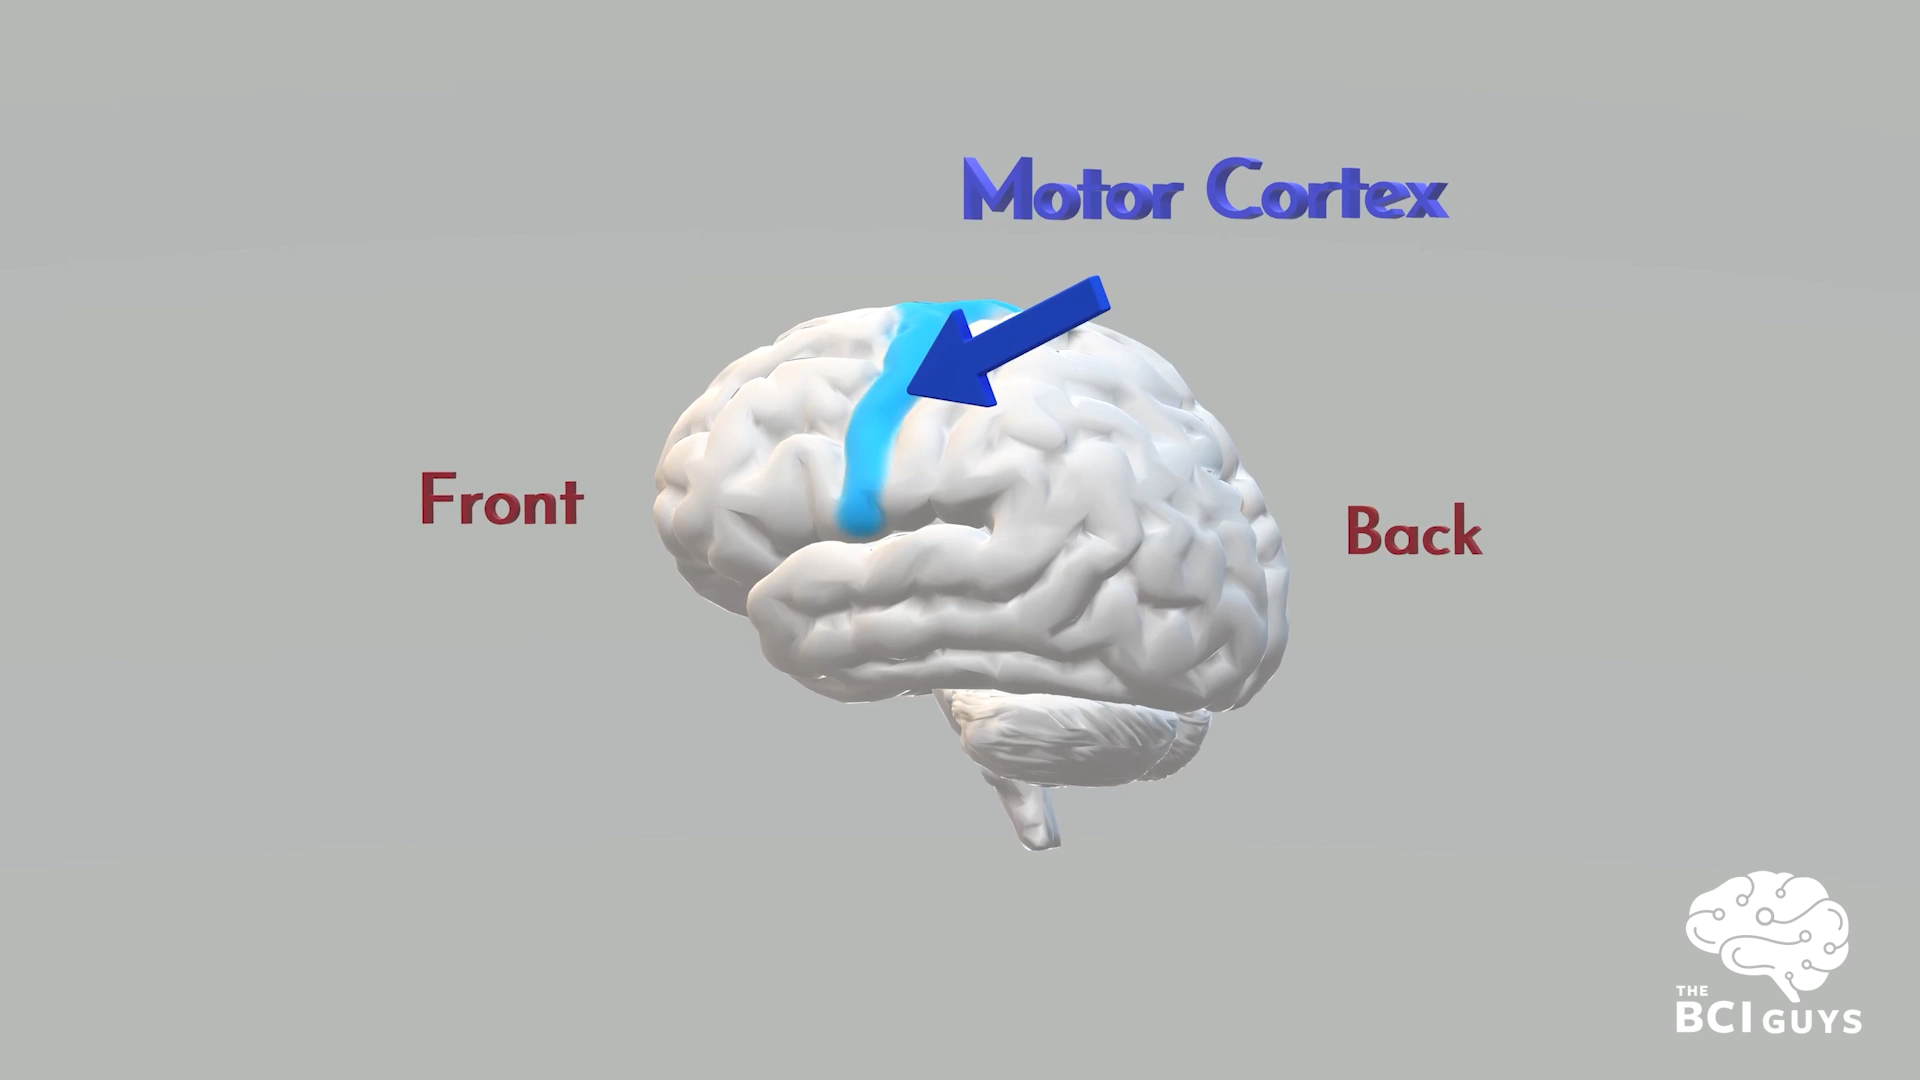 Motor Cortex
Front
Back
THE
BCI GUYS